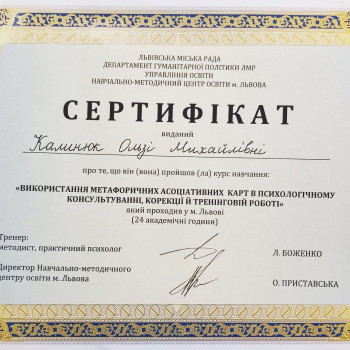 ЛЬВІВСЬКА МІСЬКА РАДА
ДЕПАРТАМЕНТ ГУМАНІТАРНОЇ ПОЛІТИКИ ЛМР
УПРАВЛІННЯ ОСВІТИ
НАВЧАЛЬНО-МЕТОДИЧНИЙ ЦЕНТР ОСВІТИ м. ЛЬВОВА
СЕРТИФІКАТ
виданий
КалинюкОльзі Михайлівні
про те, що він (вона) пройшов (ла) курс навчання:
«ВИКОРИСТАННЯ МЕТАФОРИЧНИХ АСОЦІАТИВНИХ КАРТ В ПСИХОЛОГІЧНОМУ
КОНСУЛЬТУВАННІ, КОРЕКЦІЇ Й ТРЕНІНГОВІЙ РОБОТІ»
який проходив у м. Львові
(24 академічні години)
Тренер:
методист, практичний психолог
Л. БОЖЕНКО
Директор Навчально-методичного
центру освіти м. Львова
О. ПРИСТАВСЬКА